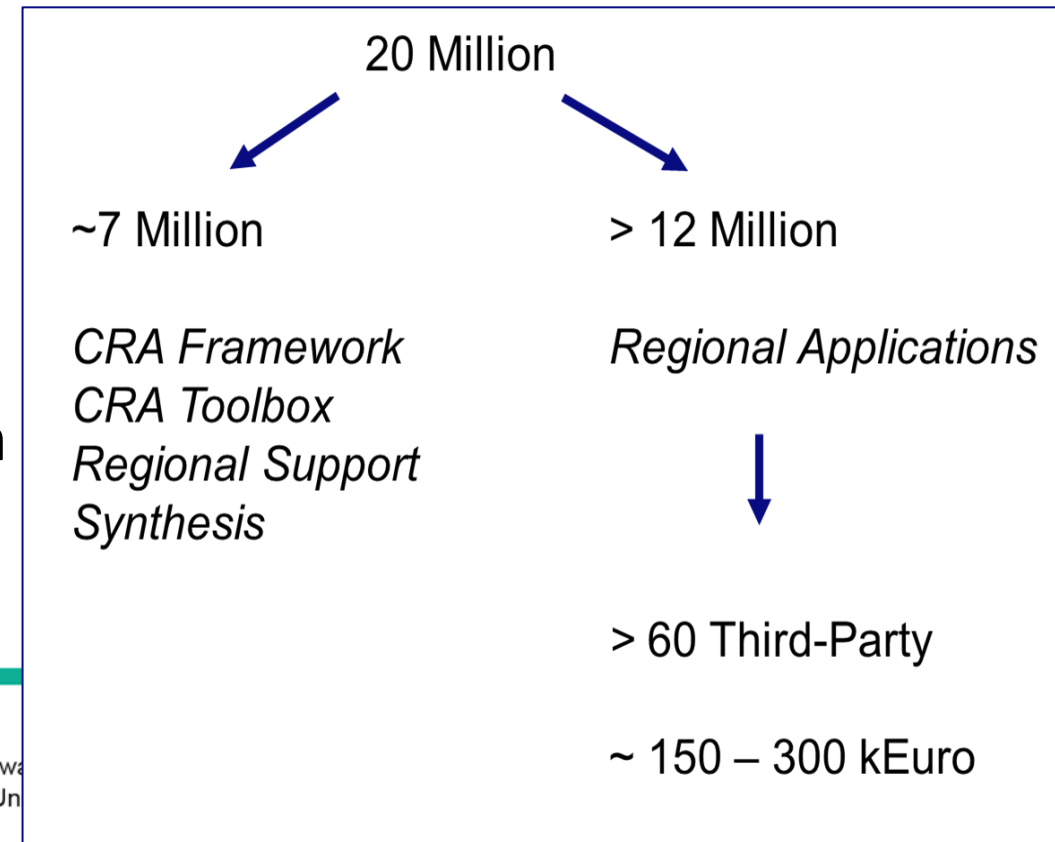 20 Million
~7 Million
> 12 Million
CRA Framework
CRA Toolbox
Regional Support
Synthesis
Regional Applications
> 60 Third-Party
~ 150 – 300 kEuro